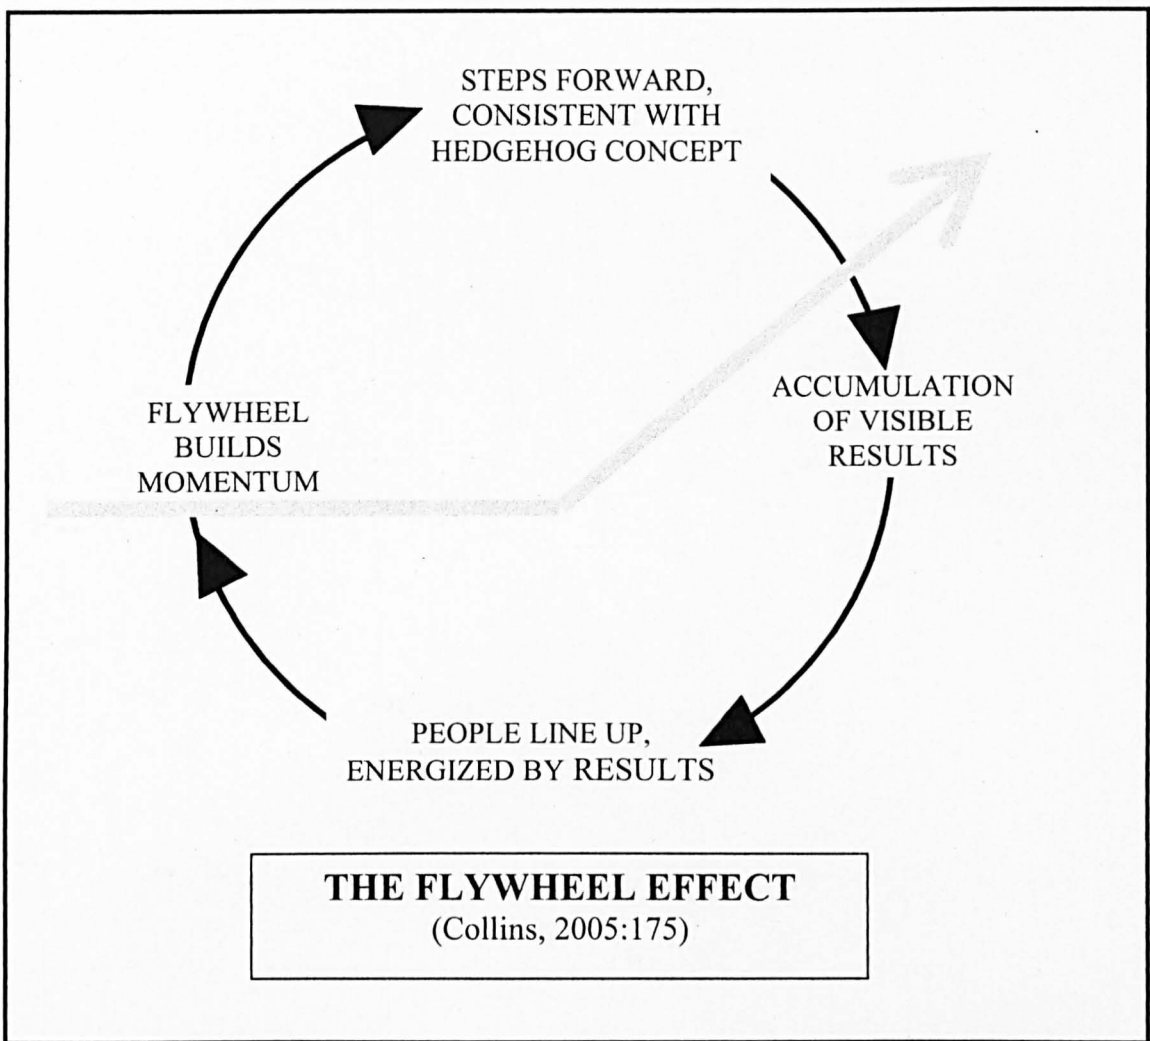 STEPS FORWARD,
CONSISTENT WITH
HEDGEHOG CONCEPT
ACCUMULATION
OF VISIBLE
RESULTS
PEOPLE LINE UP,
ENERGIZED BY RESULTS
FLYWHEEL
BUILDS
MOMENTUM
THE FLYWHEEL EFFECT
(Collins, 2005:175)